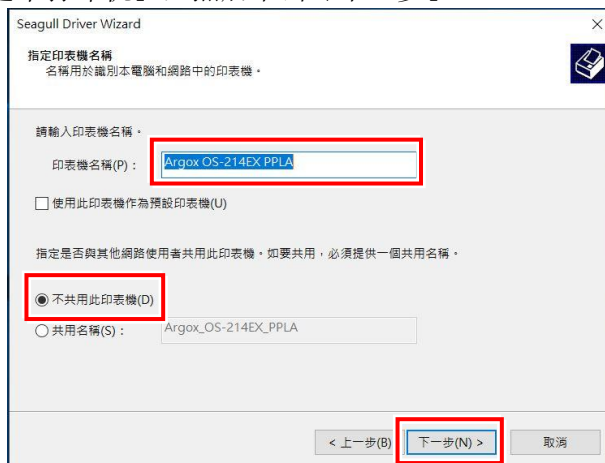 Seagull Driver Wizard
指定印表機名稱
名稱用於識別本電腦和網路中的印表機。
請輸入印表機名稱。
印表機名稱(P)：
Argox OS-214EX PPLA
使用此印表機作為預設印表機(U)
指定是否與其他網路使用者共用此印表機。如要共用，必須提供一個共用名稱。
不共用此印表機(D)
共用名稱(S)：
Argox_OS-214EX_PPLA
< 上一步(B)
下一步(N) >
取消